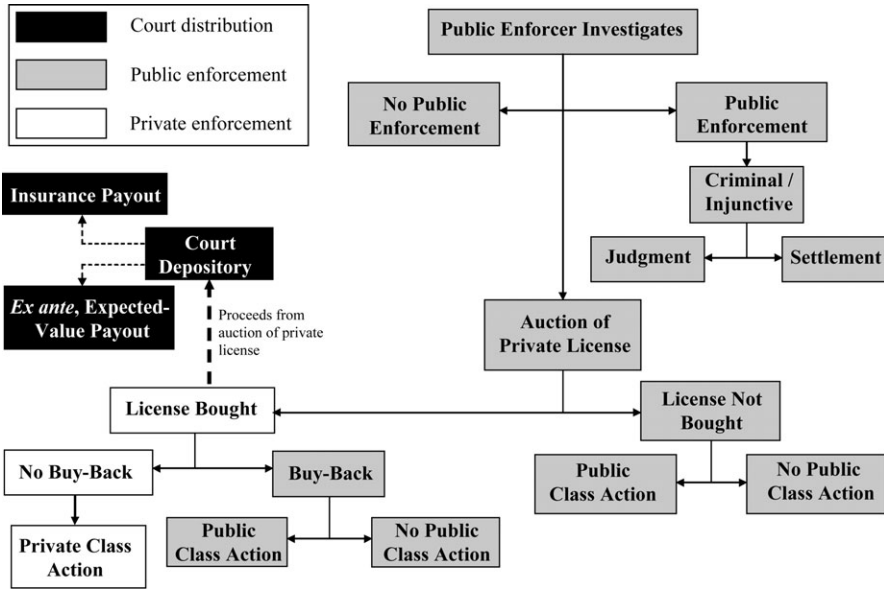 Court distribution
Public enforcement
Private enforcement
Public Enforcer Investigates
No Public
Enforcement
Public
Enforcement
Criminal /
Injunctive
Judgment
Settlement
Insurance Payout
Court
Depository
Ex ante, Expected-
Value Payout
Proceeds from
auction of private
license
Auction of
Private License
License Bought
License Not
Bought
No Buy-Back
Buy-Back
Public
Class Action
No Public
Class Action
Private Class
Action
Public
Class Action
No Public
Class Action